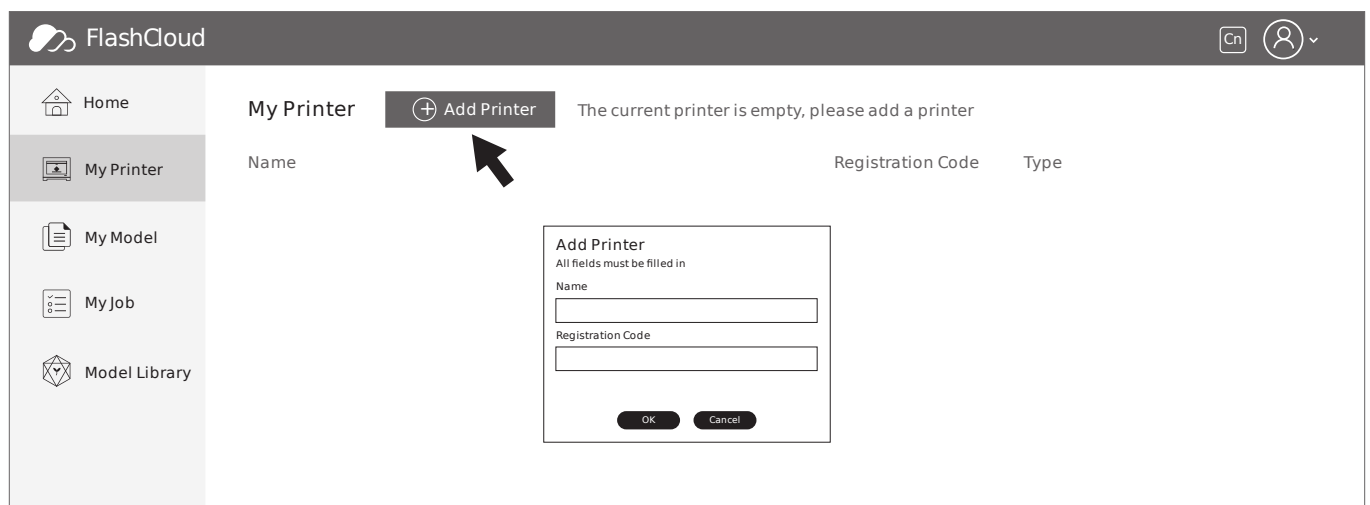 FlashCloud
Cn
Home
My Printer
Add Printer
The current printer is empty, please add a printer
My Printer
Name
Registration Code
Type
My Model
My Job
Model Library
Add Printer
All fields must be filled in
Name
Registration Code
OK
Cancel